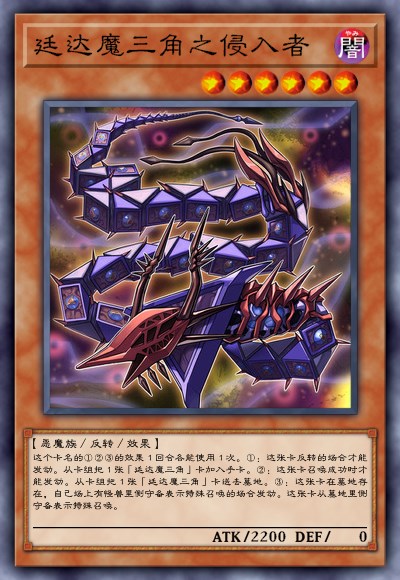 廷达魔三角之侵入者
やみ
闇
【恶魔族／反转／效果】
这个卡名的①②③的效果1回合各能使用1次。①：这张卡反转的场合才能
发动。从卡组把1张「廷达魔三角」卡加入手卡。②：这张卡召唤成功时才
能发动。从卡组把1张「廷达魔三角」卡送去墓地。③：这张卡在墓地存
在，自己场上有怪兽里侧守备表示特殊召唤的场合发动。这张卡从墓地里侧
守备表示特殊召唤。
ATK/2200 DEF/ 0